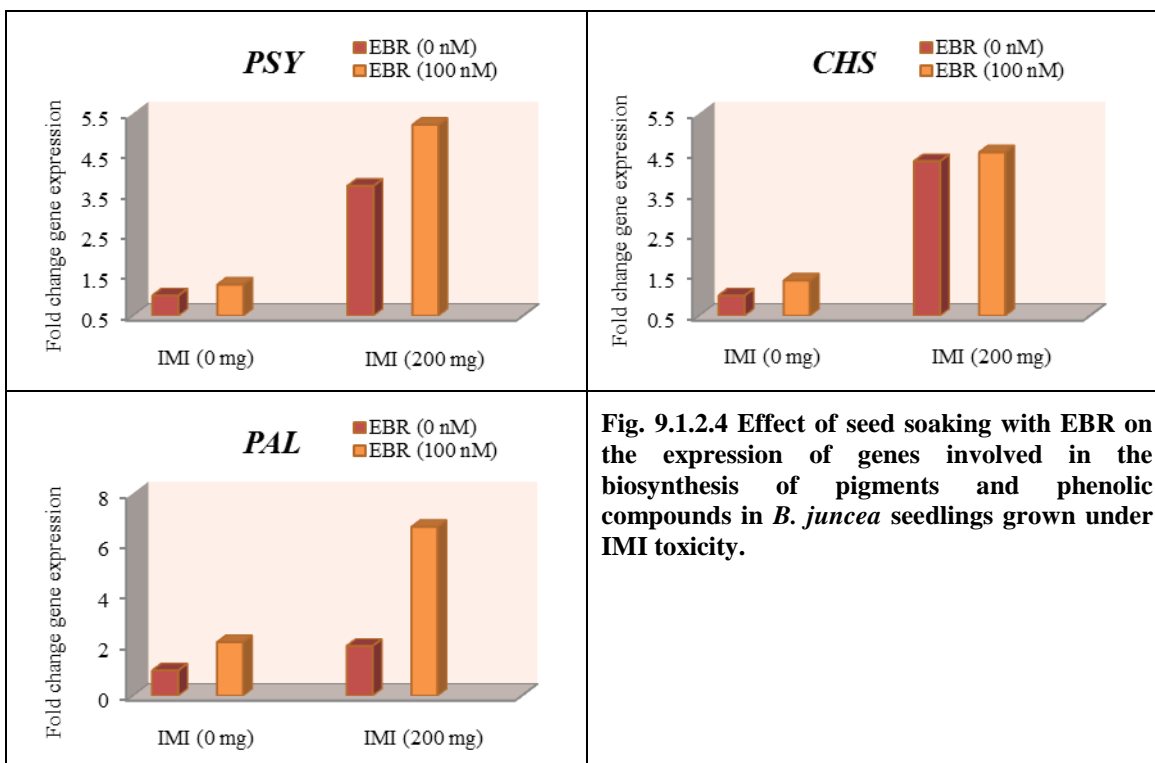 PSY
EBR (0 nM)
EBR (100 nM)
Fold change gene expression
5.5
4.5
3.5
2.5
1.5
0.5
IMI (0 mg)
IMI (200 mg)
CHS
EBR (0 nM)
EBR (100 nM)
Fold change gene expression
5.5
4.5
3.5
2.5
1.5
0.5
IMI (0 mg)
IMI (200 mg)
PAL
EBR (0 nM)
EBR (100 nM)
Fold change gene expression
8
6
4
2
0
IMI (0 mg)
IMI (200 mg)
Fig. 9.1.2.4 Effect of seed soaking with EBR on
the expression of genes involved in the
biosynthesis of pigments and phenolic
compounds in B. juncea seedlings grown under
IMI toxicity.